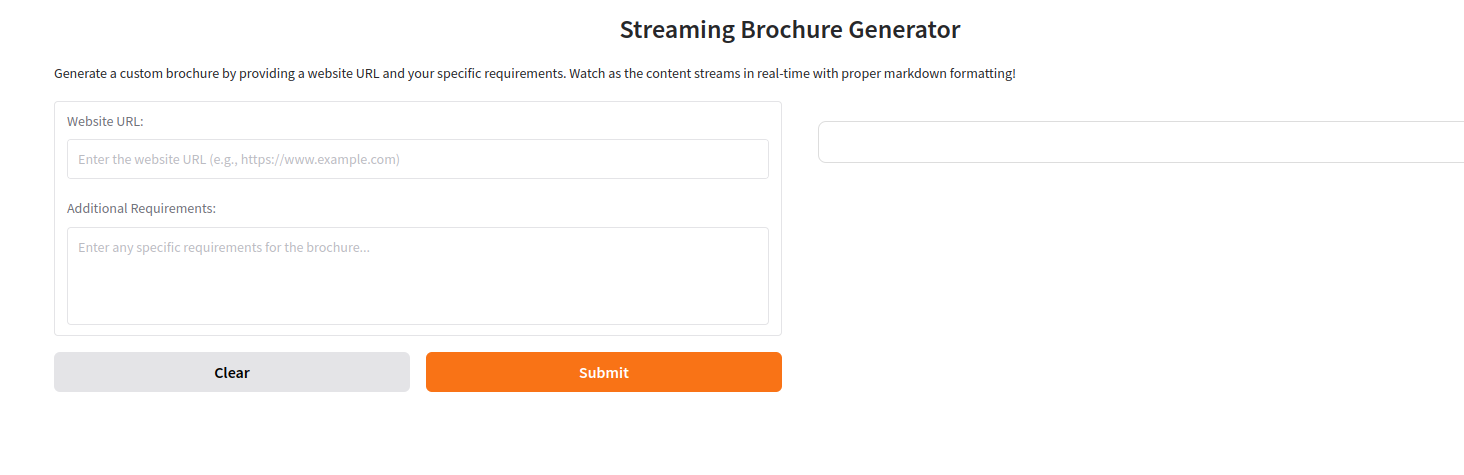 Streaming Brochure Generator
Generate a custom brochure by providing a website URL and your specific requirements. Watch as the content streams in real-time with proper markdown formatting!
Website URL:
Enter the website URL (e.g., https://www.example.com)
Additional Requirements:
Enter any specific requirements for the brochure...
Clear
Submit